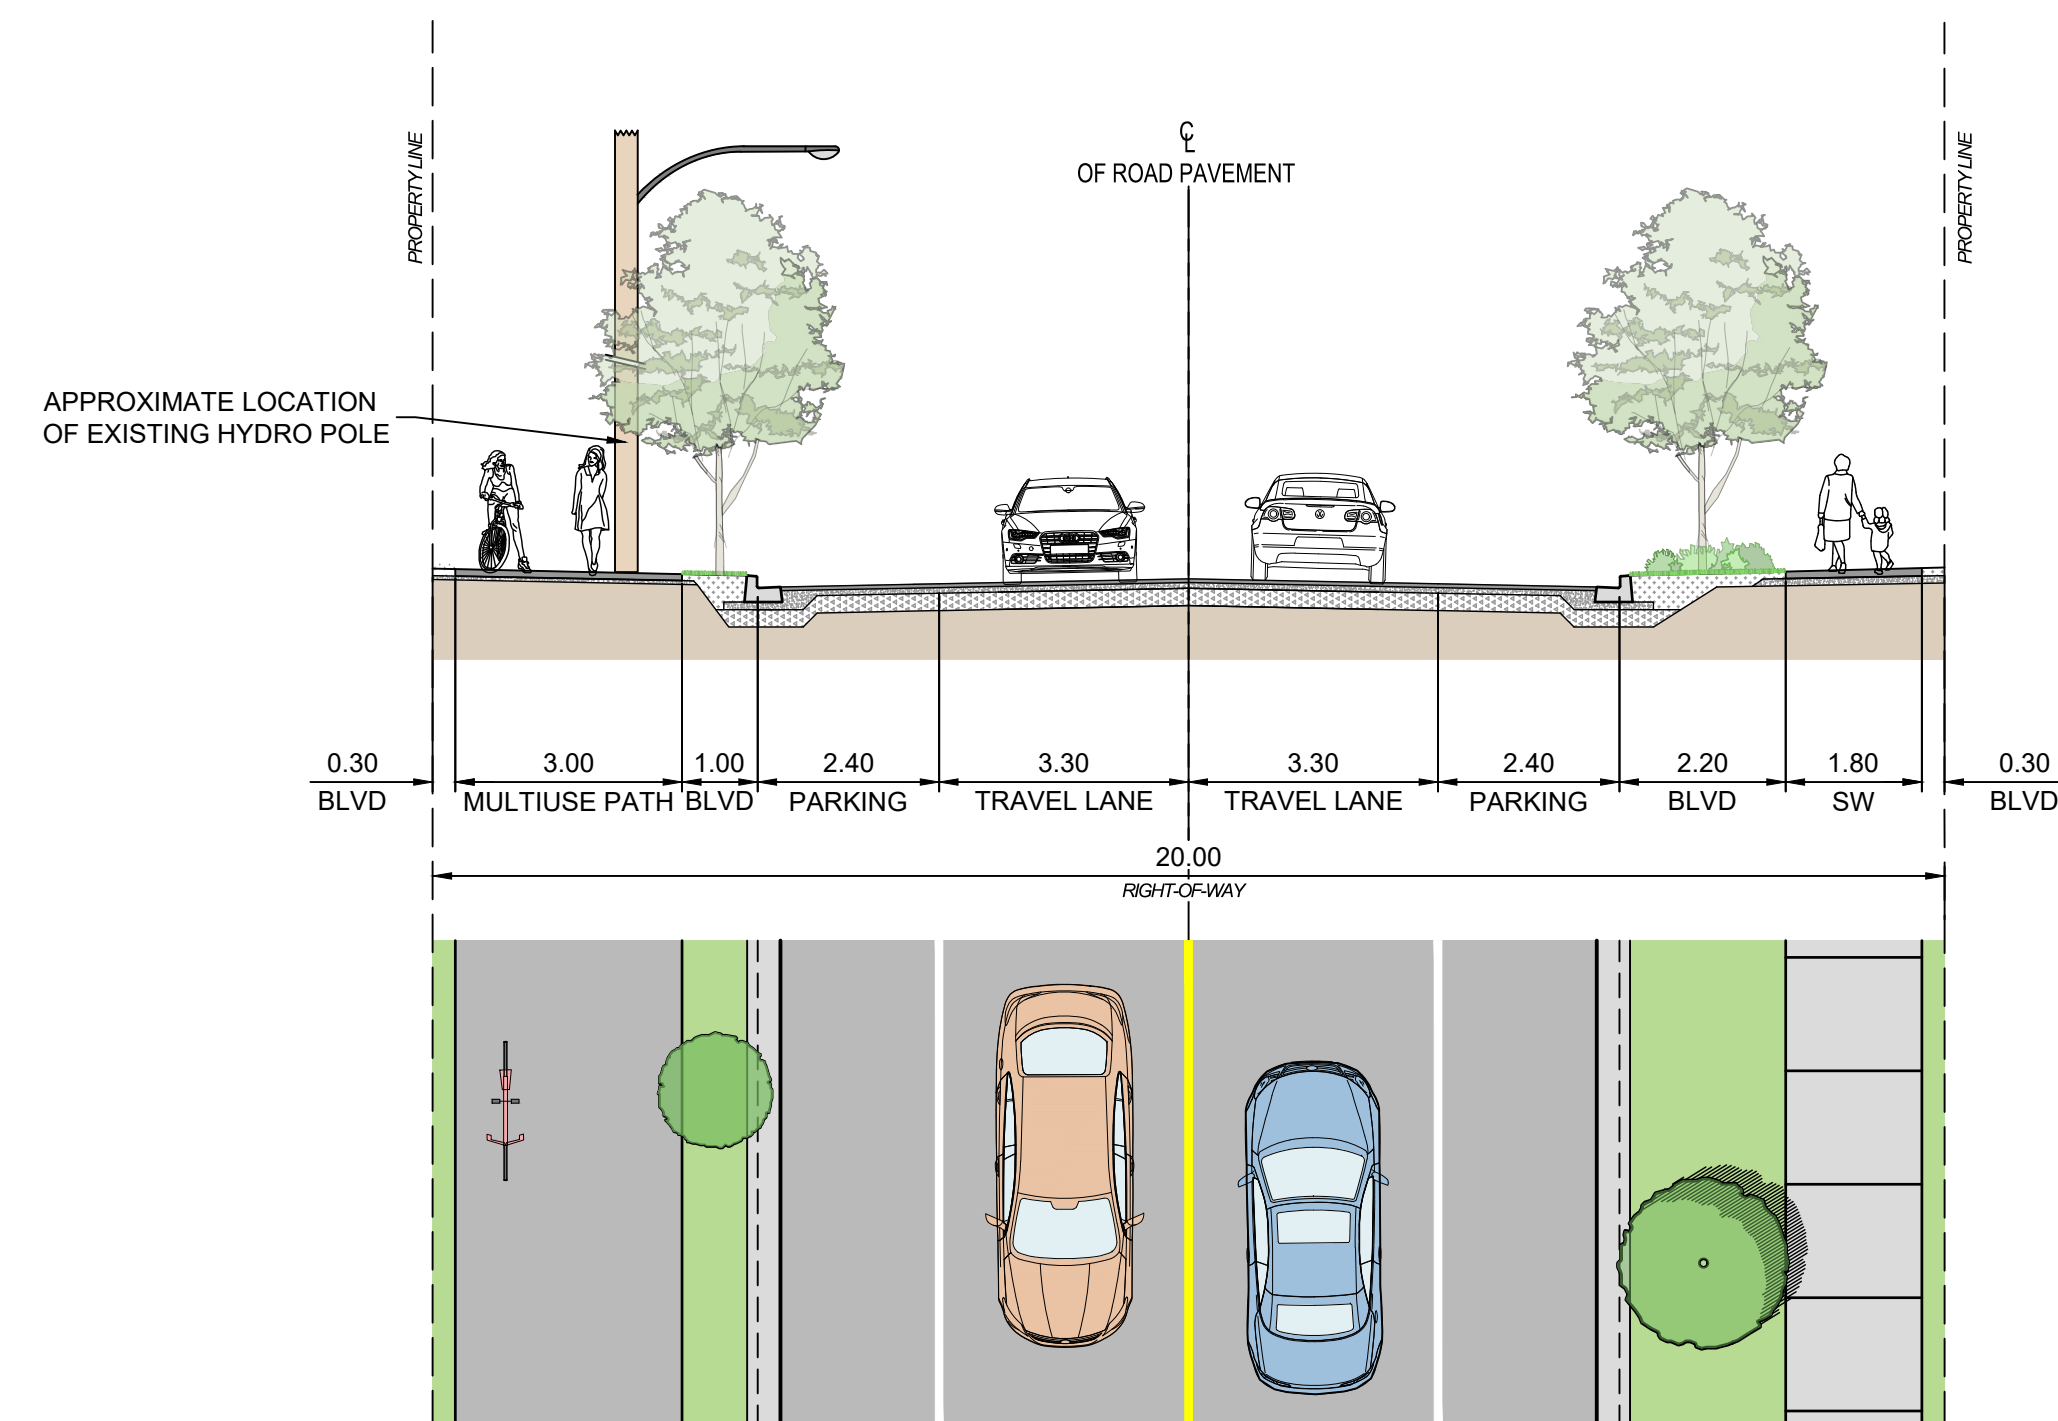 PROPERTY LINE
℄
OF ROAD PAVEMENT
PROPERTY LINE
APPROXIMATE LOCATION
OF EXISTING HYDRO POLE
0.30 3.00 1.00 2.40 3.30 3.30 2.40 2.20 1.80 0.30
BLVD MULTIUSE PATH BLVD PARKING TRAVEL LANE TRAVEL LANE PARKING BLVD SW BLVD
20.00
RIGHT-OF-WAY